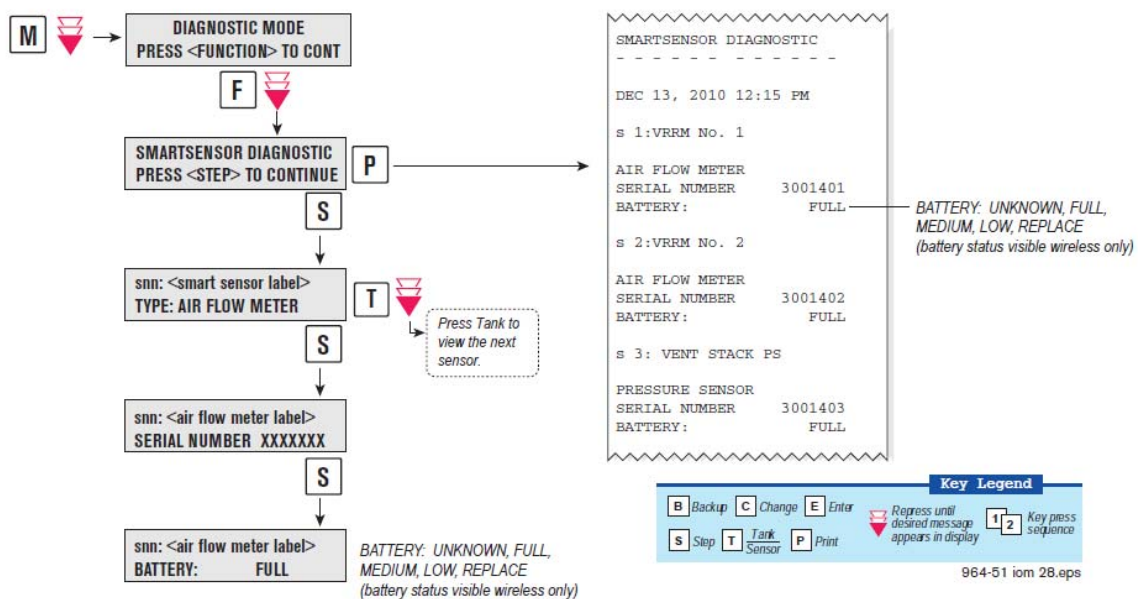 M
DIAGNOSTIC MODE
PRESS <FUNCTION> TO CONT
F
SMARTSENSOR DIAGNOSTIC
PRESS <STEP> TO CONTINUE
P
S
snn: <smart sensor label>
TYPE: AIR FLOW METER
T
Press Tank to
view the next
sensor.
S
snn: <air flow meter label>
SERIAL NUMBER XXXXXXX
S
snn: <air flow meter label>
BATTERY: FULL
BATTERY: UNKNOWN, FULL,
MEDIUM, LOW, REPLACE
(battery status visible wireless only)
SMARTSENSOR DIAGNOSTIC
- - - - - - - - - - - -
DEC 13, 2010 12:15 PM
s 1:VRRM No. 1
AIR FLOW METER
SERIAL NUMBER 3001401
BATTERY: FULL
s 2:VRRM No. 2
AIR FLOW METER
SERIAL NUMBER 3001402
BATTERY: FULL
s 3: VENT STACK PS
PRESSURE SENSOR
SERIAL NUMBER 3001403
BATTERY: FULL
BATTERY: UNKNOWN, FULL,
MEDIUM, LOW, REPLACE
(battery status visible wireless only)
Key Legend
B Backup C Change E Enter
S Step T Tank
Sensor P Print
Repress until
desired message
appears in display
1 2 Key press
sequence
964-51 iom 28.eps